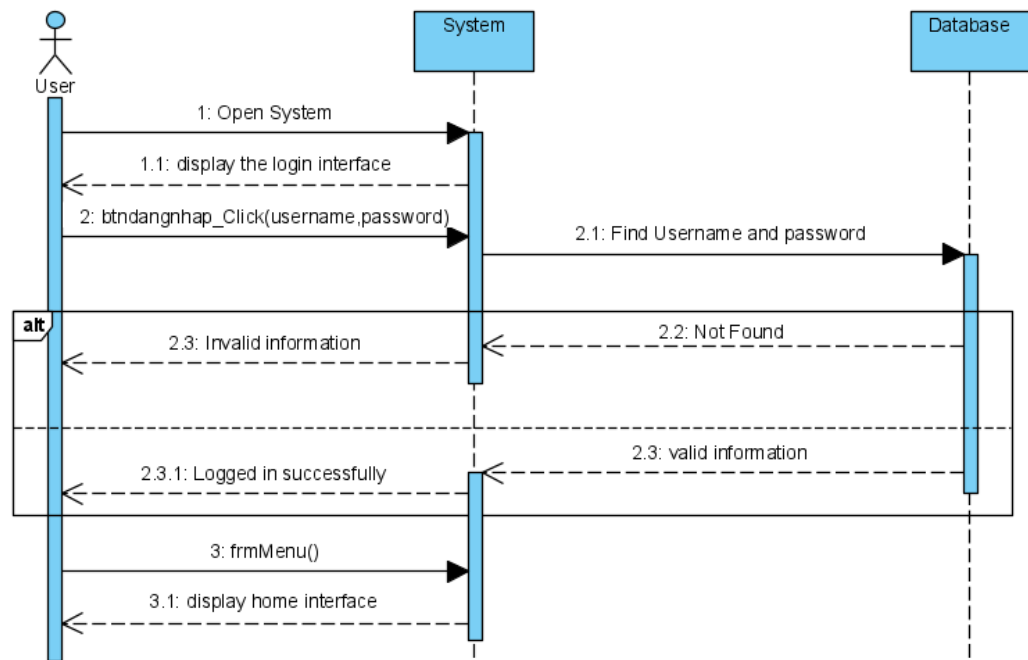 User
System
Database
1: Open System
1.1: display the login interface
2: btndangnhap_Click(username,password)
2.1: Find Username and password
alt
2.2: Not Found
2.3: Invalid information
2.3: valid information
2.3.1: Logged in successfully
3: frmMenu()
3.1: display home interface